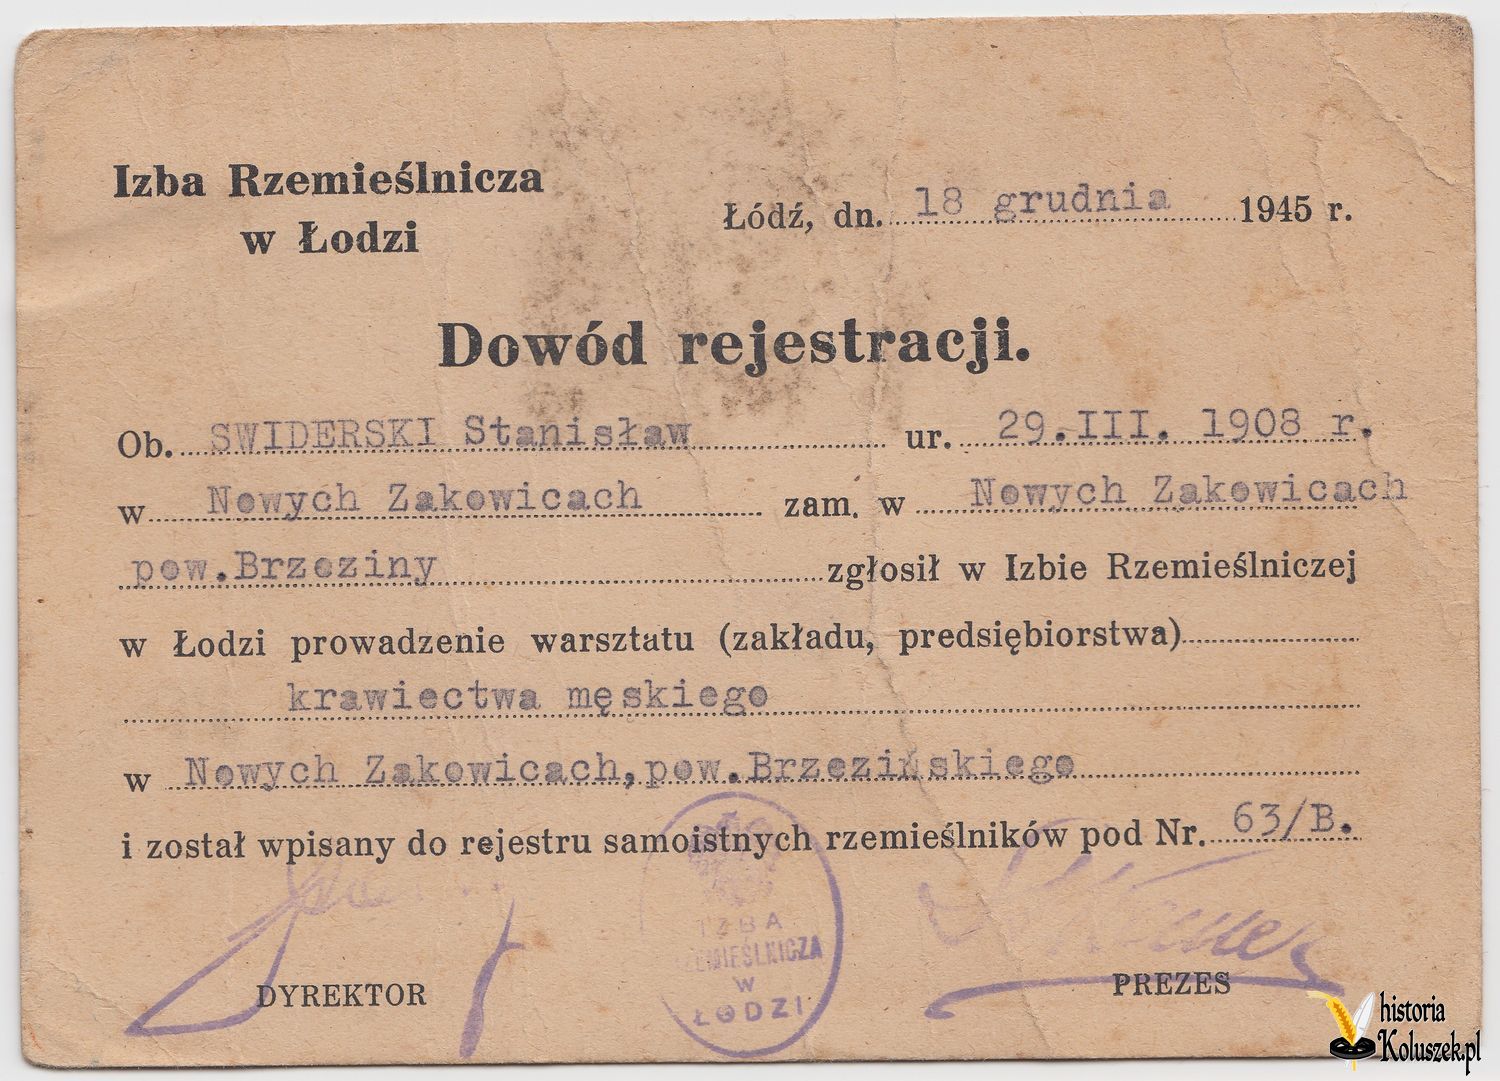 Izba Rzemieślnicza
w Łodzi
Łódź, dn. 18 grudnia 1945 r.
Dowód rejestracji.
Ob. SWIDERSKI Stanisław ur. 29.III. 1908 r.
w Nowych Zakowicach zam. w Nowych Zakowicach
pow.Brzeziny zgłosił w Izbie Rzemieślniczej
w Łodzi prowadzenie warsztatu (zakładu, predsiębiorstwa)
krawiectwa męskiego
w Nowych Zakowicach,pow.Brzezińskiego
i został wpisany do rejestru samoistnych rzemieślników pod Nr. 63/B.
IZBA
RZEMIEŚLNICZA
W
ŁODZI
DYREKTOR
PREZES
historia
Koluszek.pl